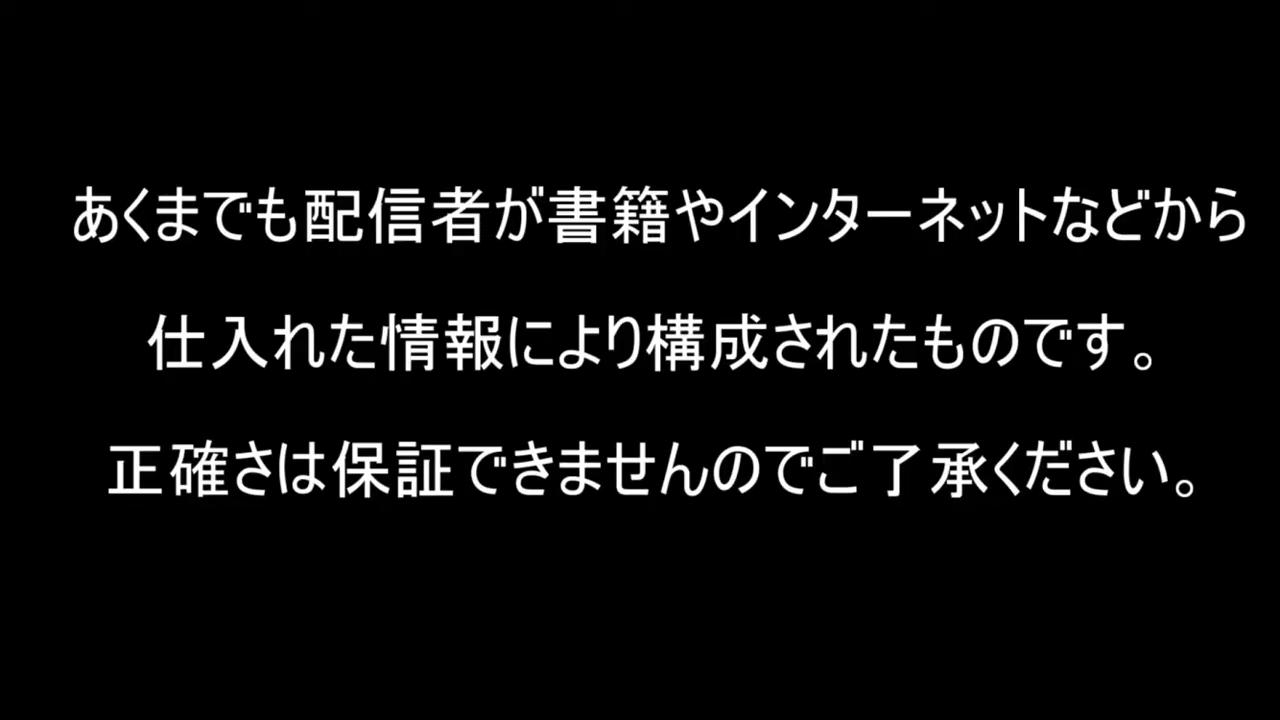 あくまでも配信者が書籍やインターネットなどから
仕入れた情報により構成されたものです。
正確さは保証できませんのでご了承ください。